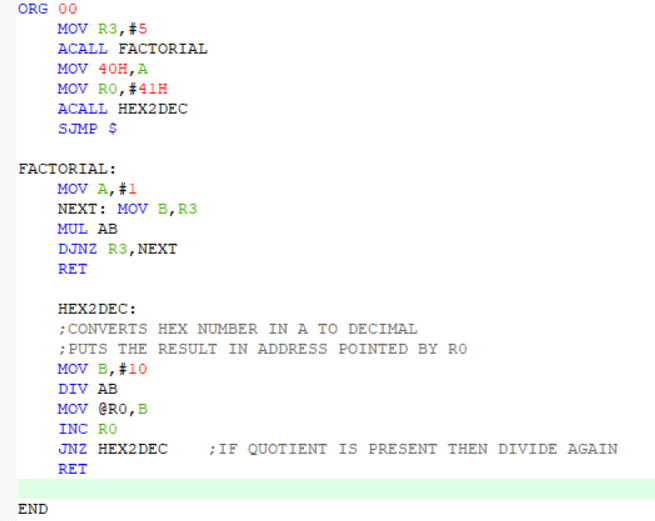 ORG 00
MOV R3,#5
ACALL FACTORIAL
MOV 40H,A
MOV R0,#41H
ACALL HEX2DEC
SJMP $
FACTORIAL:
MOV A,#1
NEXT: MOV B,R3
MUL AB
DJNZ R3,NEXT
RET
HEX2DEC:
;CONVERTS HEX NUMBER IN A TO DECIMAL
;PUTS THE RESULT IN ADDRESS POINTED BY R0
MOV B,#10
DIV AB
MOV @R0,B
INC R0
JNZ HEX2DEC    ;IF QUOTIENT IS PRESENT THEN DIVIDE AGAIN
RET
END